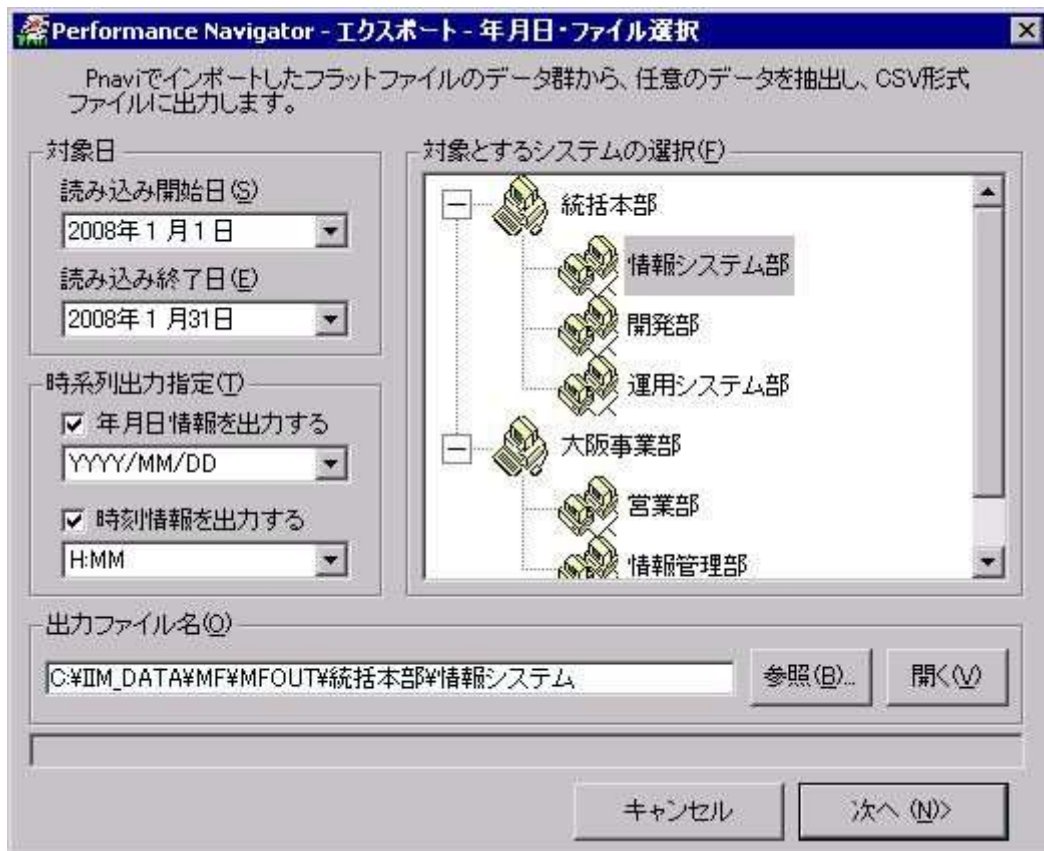 Performance Navigator - エクスポート - 年月日・ファイル選択
Pnaviでインポートしたフラットファイルのデータ群から、任意のデータを抽出し、CSV形式
ファイルに出力します。
対象日
読み込み開始日(S)
2008年 1 月 1 日
読み込み終了日(E)
2008年 1 月31日
時系列出力指定(T)
年月日情報を出力する
YYYY/MM/DD
時刻情報を出力する
H:MM
対象とするシステムの選択(F)
統括本部
情報システム部
開発部
運用システム部
大阪事業部
営業部
情報管理部
出力ファイル名(O)
C:¥IIM_DATA¥MF¥MFOUT¥統括本部¥情報システム
参照(B)...
開く(V)
キャンセル
次へ (N)>